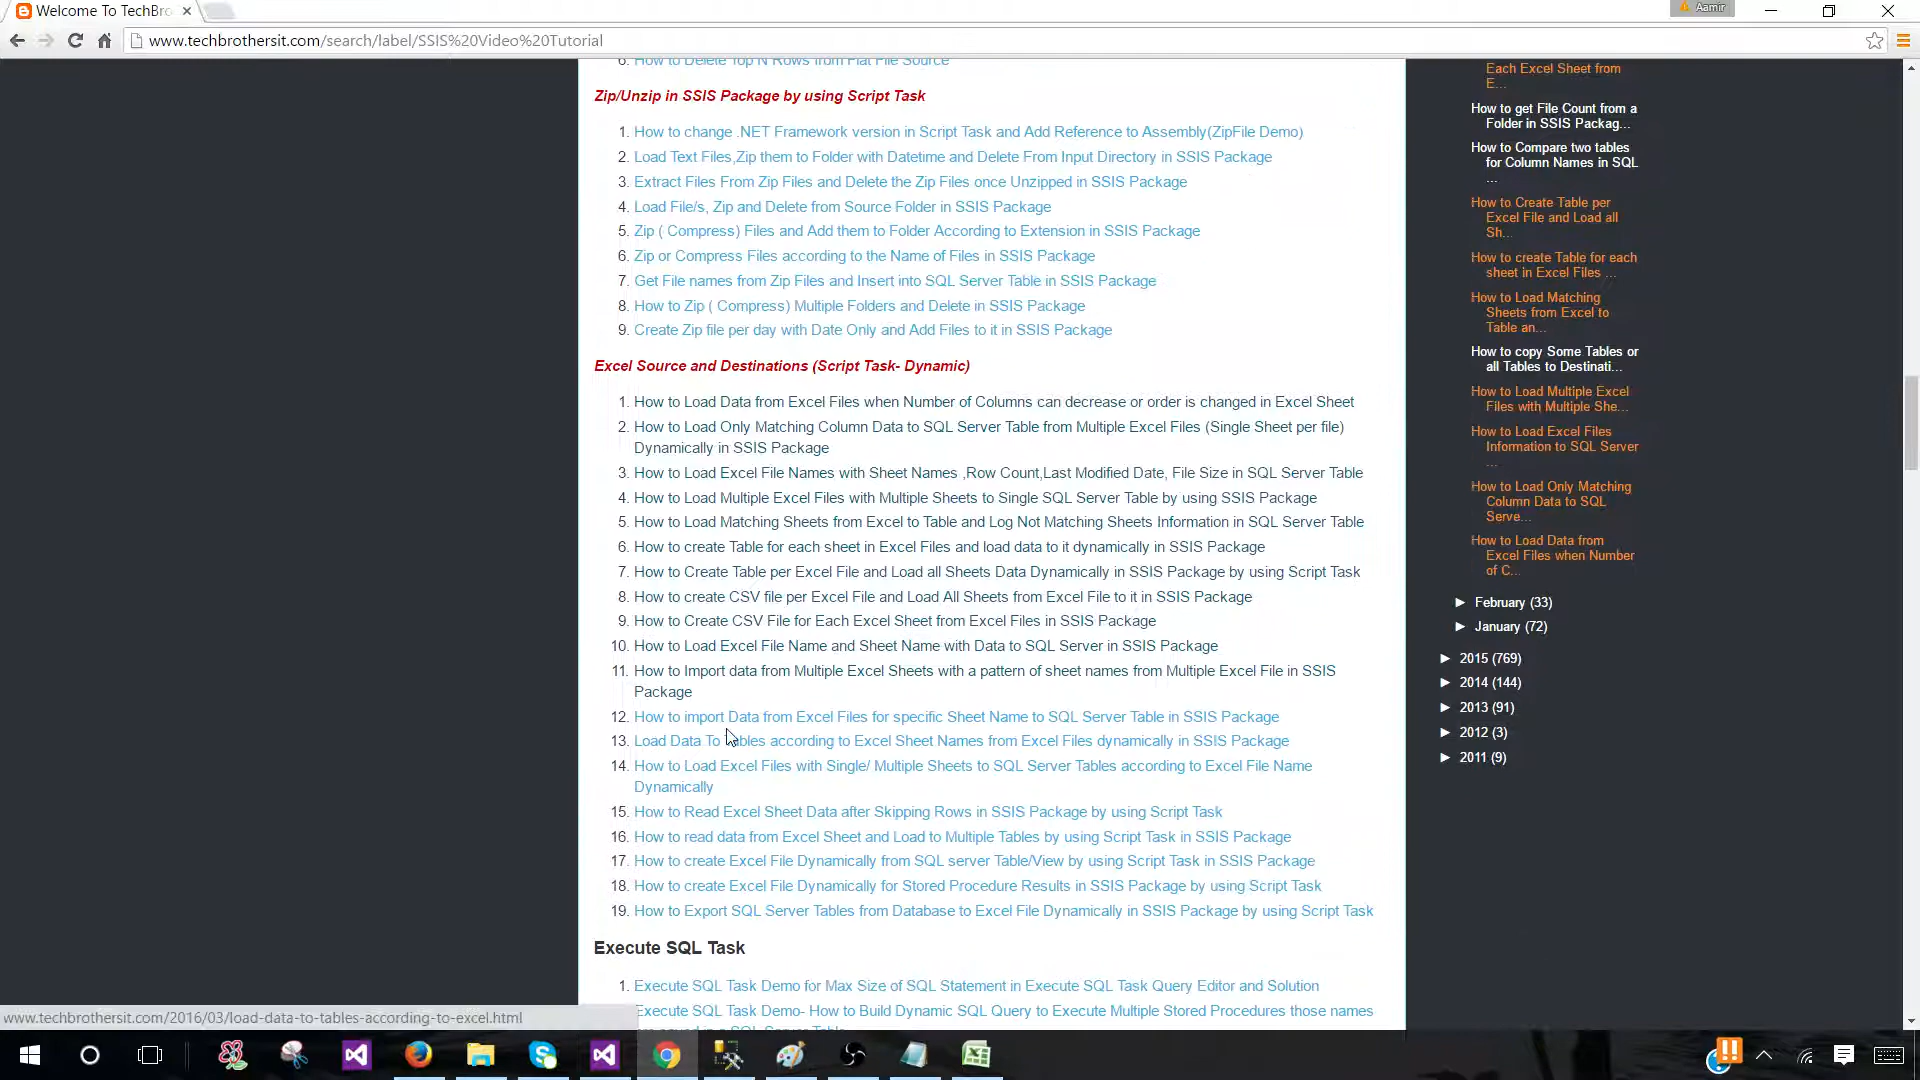 Welcome To TechBro
Aamir
www.techbrothersit.com/search/label/SSIS%20Video%20Tutorial
6. How to Delete Top N Rows from Flat File Source
Zip/Unzip in SSIS Package by using Script Task
1. How to change .NET Framework version in Script Task and Add Reference to Assembly(ZipFile Demo)
2. Load Text Files,Zip them to Folder with Datetime and Delete From Input Directory in SSIS Package
3. Extract Files From Zip Files and Delete the Zip Files once Unzipped in SSIS Package
4. Load File/s, Zip and Delete from Source Folder in SSIS Package
5. Zip ( Compress) Files and Add them to Folder According to Extension in SSIS Package
6. Zip or Compress Files according to the Name of Files in SSIS Package
7. Get File names from Zip Files and Insert into SQL Server Table in SSIS Package
8. How to Zip ( Compress) Multiple Folders and Delete in SSIS Package
9. Create Zip file per day with Date Only and Add Files to it in SSIS Package
Excel Source and Destinations (Script Task- Dynamic)
1. How to Load Data from Excel Files when Number of Columns can decrease or order is changed in Excel Sheet
2. How to Load Only Matching Column Data to SQL Server Table from Multiple Excel Files (Single Sheet per file)
Dynamically in SSIS Package
3. How to Load Excel File Names with Sheet Names ,Row Count,Last Modified Date, File Size in SQL Server Table
4. How to Load Multiple Excel Files with Multiple Sheets to Single SQL Server Table by using SSIS Package
5. How to Load Matching Sheets from Excel to Table and Log Not Matching Sheets Information in SQL Server Table
6. How to create Table for each sheet in Excel Files and load data to it dynamically in SSIS Package
7. How to Create Table per Excel File and Load all Sheets Data Dynamically in SSIS Package by using Script Task
8. How to create CSV file per Excel File and Load All Sheets from Excel File to it in SSIS Package
9. How to Create CSV File for Each Excel Sheet from Excel Files in SSIS Package
10. How to Load Excel File Name and Sheet Name with Data to SQL Server in SSIS Package
11. How to Import data from Multiple Excel Sheets with a pattern of sheet names from Multiple Excel File in SSIS
Package
12. How to import Data from Excel Files for specific Sheet Name to SQL Server Table in SSIS Package
13. Load Data To Tables according to Excel Sheet Names from Excel Files dynamically in SSIS Package
14. How to Load Excel Files with Single/ Multiple Sheets to SQL Server Tables according to Excel File Name
Dynamically
15. How to Read Excel Sheet Data after Skipping Rows in SSIS Package by using Script Task
16. How to read data from Excel Sheet and Load to Multiple Tables by using Script Task in SSIS Package
17. How to create Excel File Dynamically from SQL server Table/View by using Script Task in SSIS Package
18. How to create Excel File Dynamically for Stored Procedure Results in SSIS Package by using Script Task
19. How to Export SQL Server Tables from Database to Excel File Dynamically in SSIS Package by using Script Task
Execute SQL Task
1. Execute SQL Task Demo for Max Size of SQL Statement in Execute SQL Task Query Editor and Solution
Execute SQL Task Demo- How to Build Dynamic SQL Query to Execute Multiple Stored Procedures those names
Each Excel Sheet from
E...
How to get File Count from a
Folder in SSIS Packag...
How to Compare two tables
for Column Names in SQL
...
How to Create Table per
Excel File and Load all
Sh...
How to create Table for each
sheet in Excel Files ...
How to Load Matching
Sheets from Excel to
Table an...
How to copy Some Tables or
all Tables to Destinati...
How to Load Multiple Excel
Files with Multiple She...
How to Load Excel Files
Information to SQL Server
...
How to Load Only Matching
Column Data to SQL
Serve...
How to Load Data from
Excel Files when Number
of C...
► February (33)
► January (72)
► 2015 (769)
► 2014 (144)
► 2013 (91)
► 2012 (3)
► 2011 (9)
www.techbrothersit.com/2016/03/load-data-to-tables-according-to-excel.html